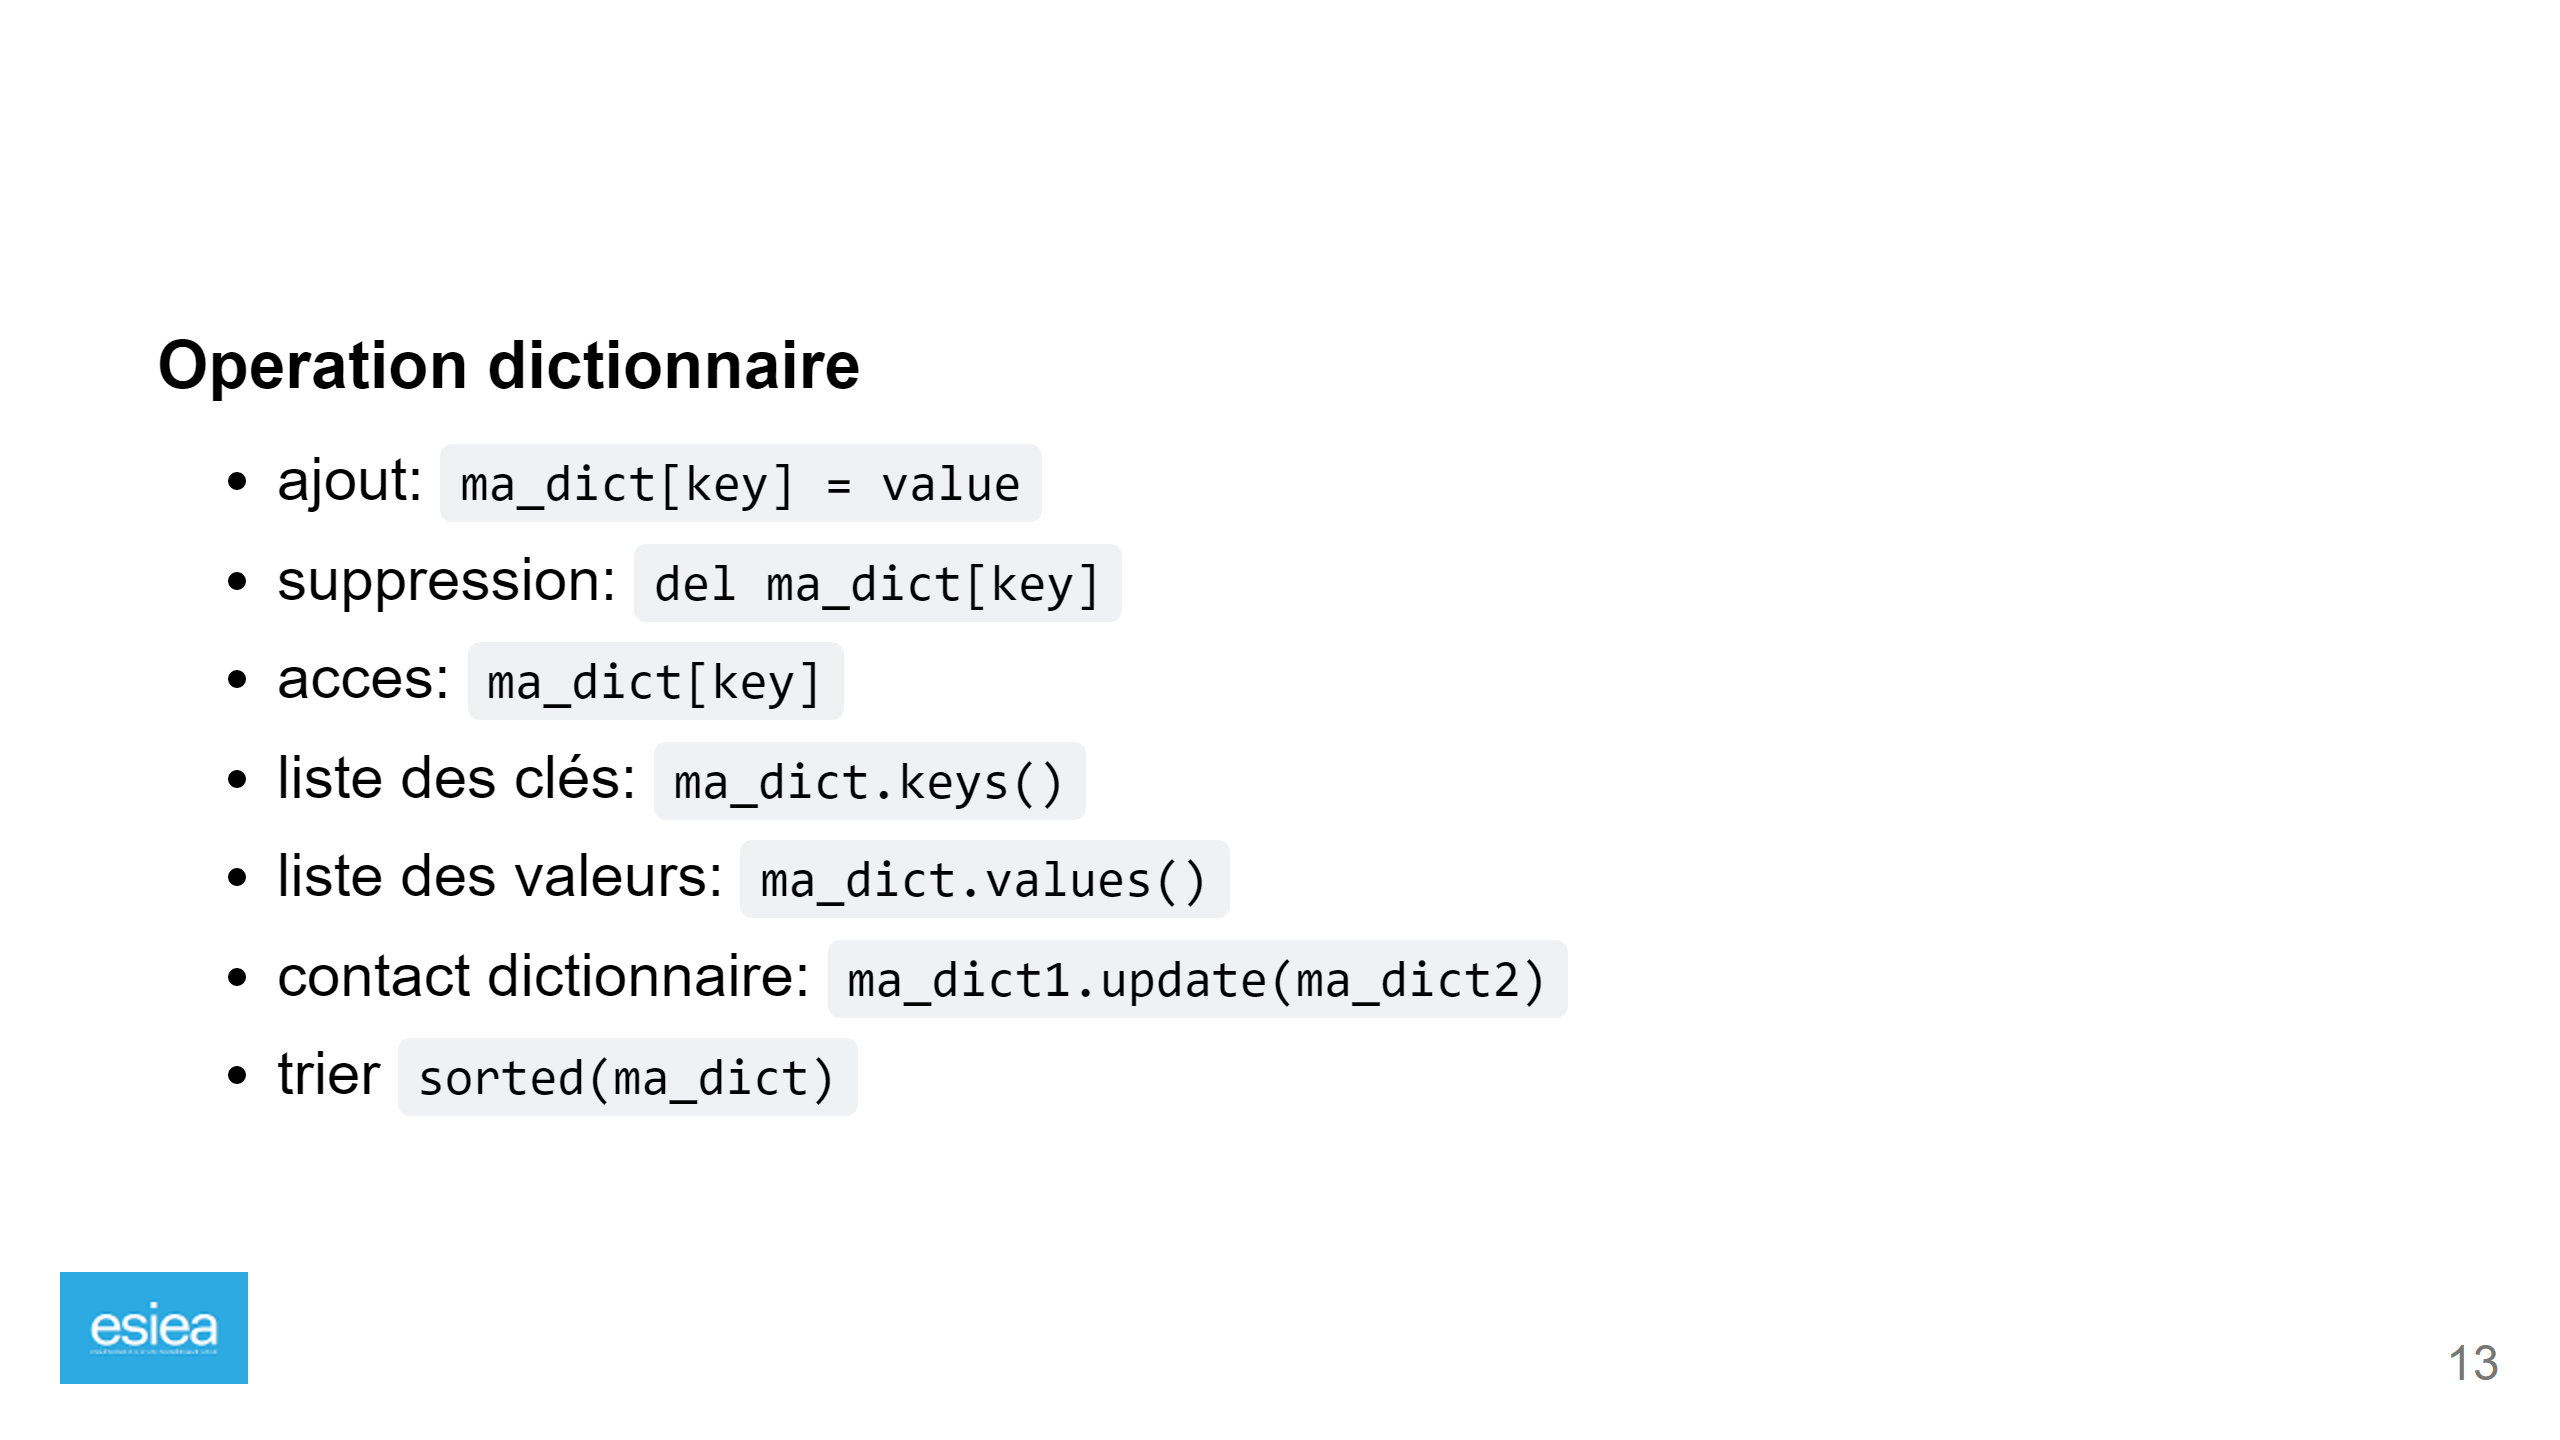 Operation dictionnaire
• ajout: ma_dict[key] = value
• suppression: del ma_dict[key]
• acces: ma_dict[key]
• liste des clés: ma_dict.keys()
• liste des valeurs: ma_dict.values()
• contact dictionnaire: ma_dict1.update(ma_dict2)
• trier sorted(ma_dict)
esiea
13